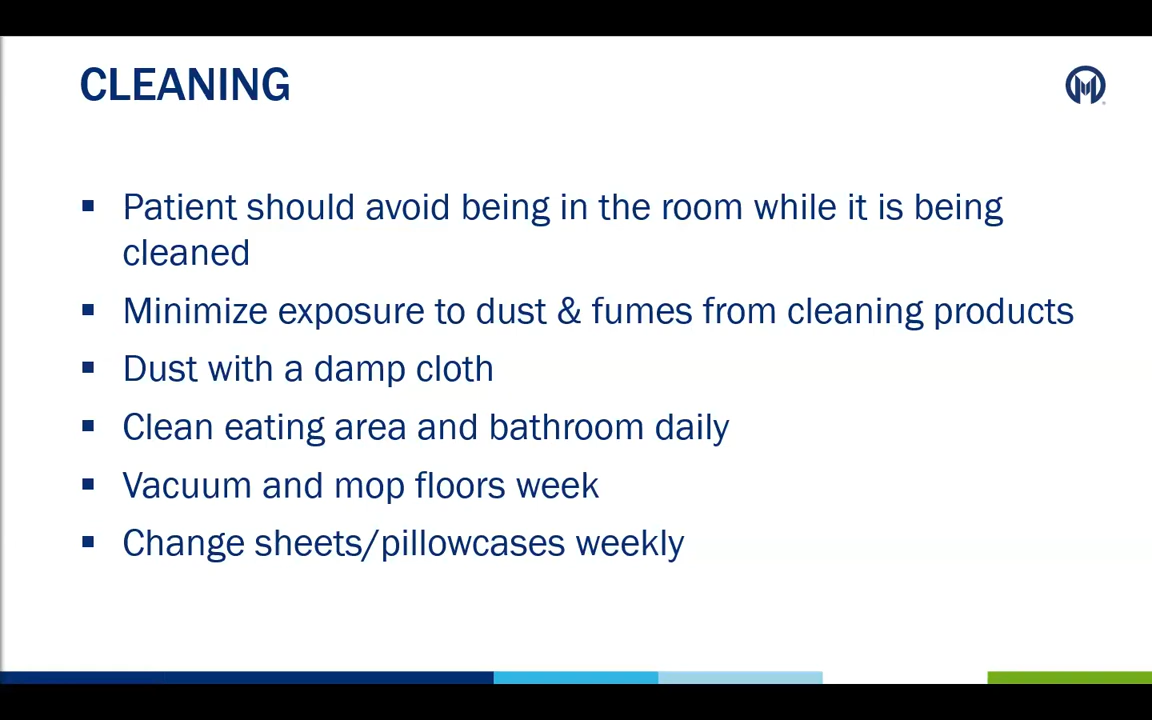 CLEANING
▪ Patient should avoid being in the room while it is being
cleaned
▪ Minimize exposure to dust & fumes from cleaning products
▪ Dust with a damp cloth
▪ Clean eating area and bathroom daily
▪ Vacuum and mop floors week
▪ Change sheets/pillowcases weekly